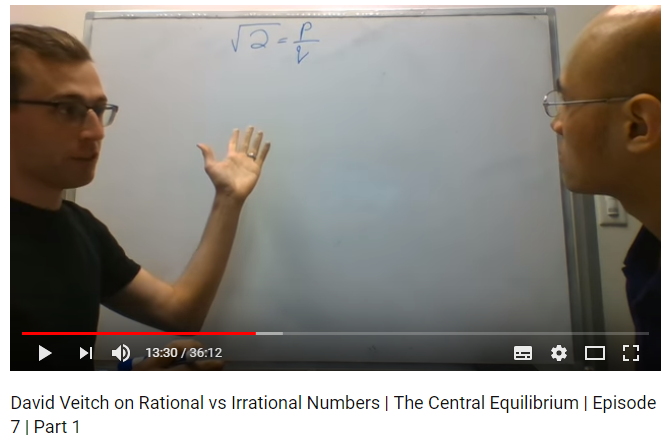 √2 = p/q
13:30 / 36:12
David Veitch on Rational vs Irrational Numbers | The Central Equilibrium | Episode
7 | Part 1